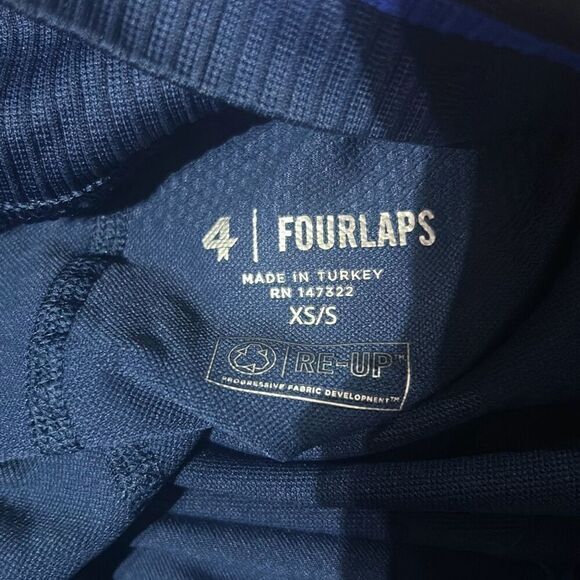 4 | FOURLAPS
MADE IN TURKEY
RN 147322
XS/S
RE-UP™
PROGRESSIVE FABRIC DEVELOPMENT™